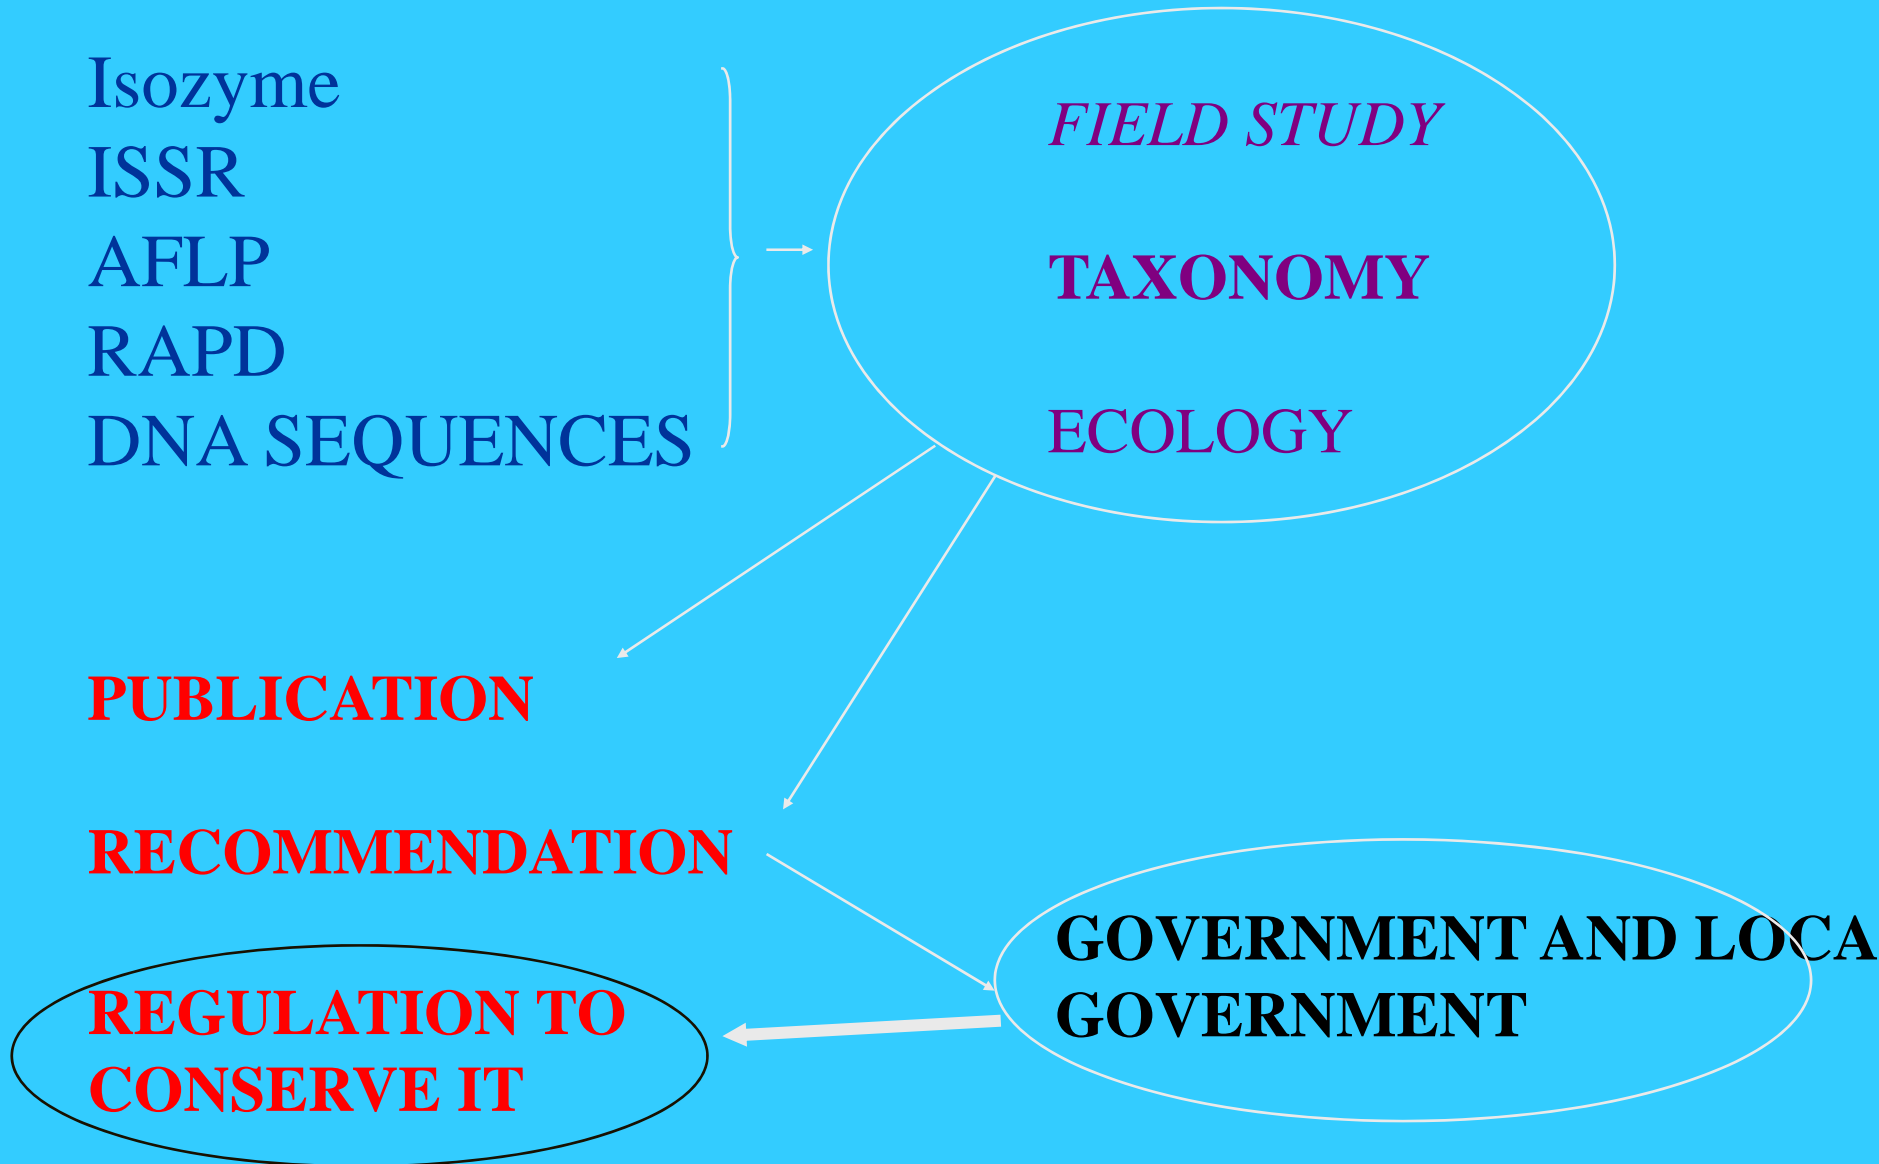 Isozyme
ISSR
AFLP
RAPD
DNA SEQUENCES
FIELD STUDY
TAXONOMY
ECOLOGY
PUBLICATION
RECOMMENDATION
REGULATION TO
CONSERVE IT
GOVERNMENT AND LOCA
GOVERNMENT